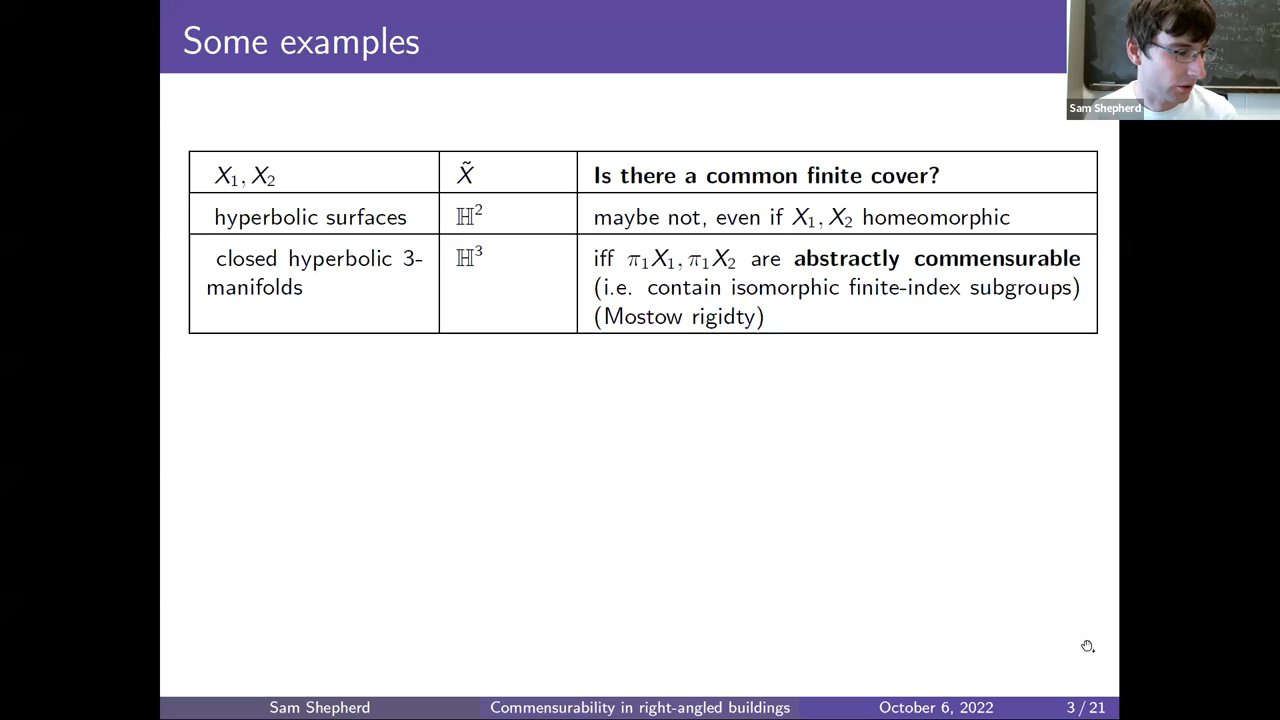 Some examples
Sam Shepherd
X₁, X₂ X̃ Is there a common finite cover?
hyperbolic surfaces ℍ² maybe not, even if X₁, X₂ homeomorphic
closed hyperbolic 3-
manifolds
ℍ³
iff π₁X₁, π₁X₂ are abstractly commensurable
(i.e. contain isomorphic finite-index subgroups)
(Mostow rigidty)
Sam Shepherd Commensurability in right-angled buildings October 6, 2022 3 / 21